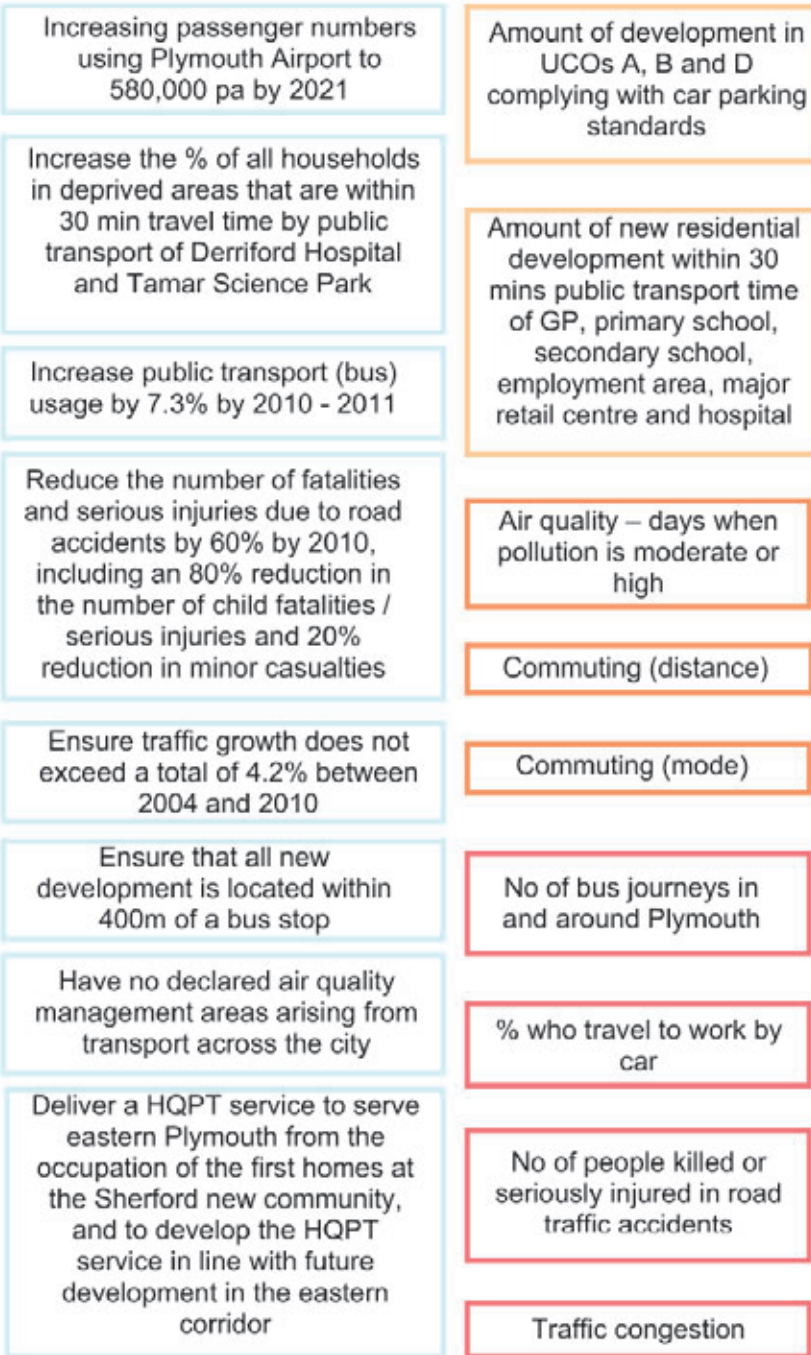 Increasing passenger numbers
using Plymouth Airport to
580,000 pa by 2021
Increase the % of all households
in deprived areas that are within
30 min travel time by public
transport of Derriford Hospital
and Tamar Science Park
Increase public transport (bus)
usage by 7.3% by 2010 - 2011
Reduce the number of fatalities
and serious injuries due to road
accidents by 60% by 2010,
including an 80% reduction in
the number of child fatalities /
serious injuries and 20%
reduction in minor casualties
Ensure traffic growth does not
exceed a total of 4.2% between
2004 and 2010
Ensure that all new
development is located within
400m of a bus stop
Have no declared air quality
management areas arising from
transport across the city
Deliver a HQPT service to serve
eastern Plymouth from the
occupation of the first homes at
the Sherford new community,
and to develop the HQPT
service in line with future
development in the eastern
corridor
Amount of development in
UCOs A, B and D
complying with car parking
standards
Amount of new residential
development within 30
mins public transport time
of GP, primary school,
secondary school,
employment area, major
retail centre and hospital
Air quality – days when
pollution is moderate or
high
Commuting (distance)
Commuting (mode)
No of bus journeys in
and around Plymouth
% who travel to work by
car
No of people killed or
seriously injured in road
traffic accidents
Traffic congestion